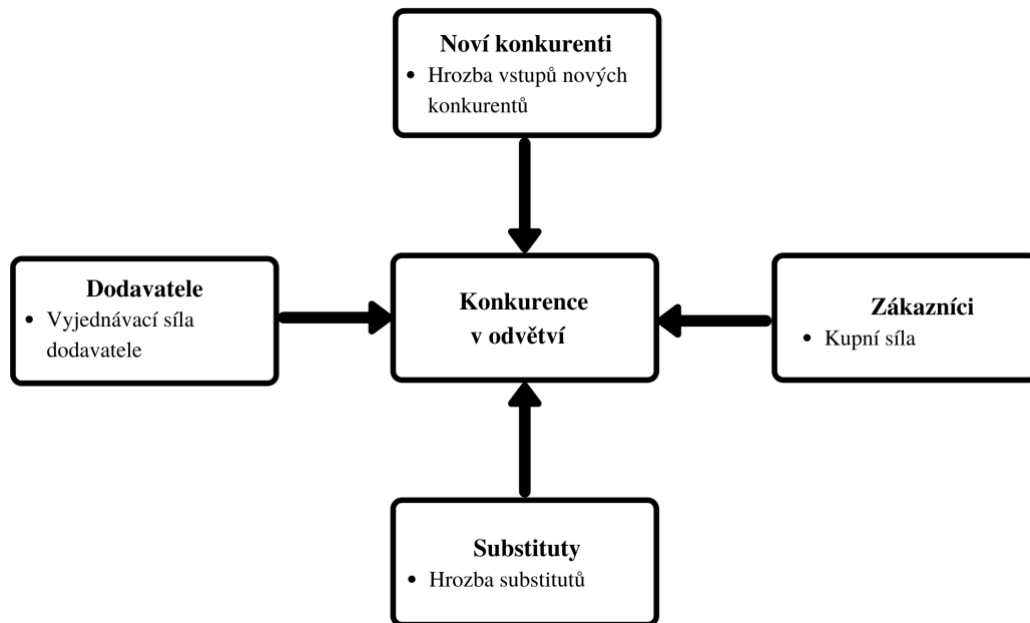 Noví konkurenti
• Hrozba vstupů nových
konkurentů
Dodavatele
• Vyjednávací síla
dodavatele
Konkurence
v odvětví
Zákazníci
• Kupní síla
Substituty
• Hrozba substitutů